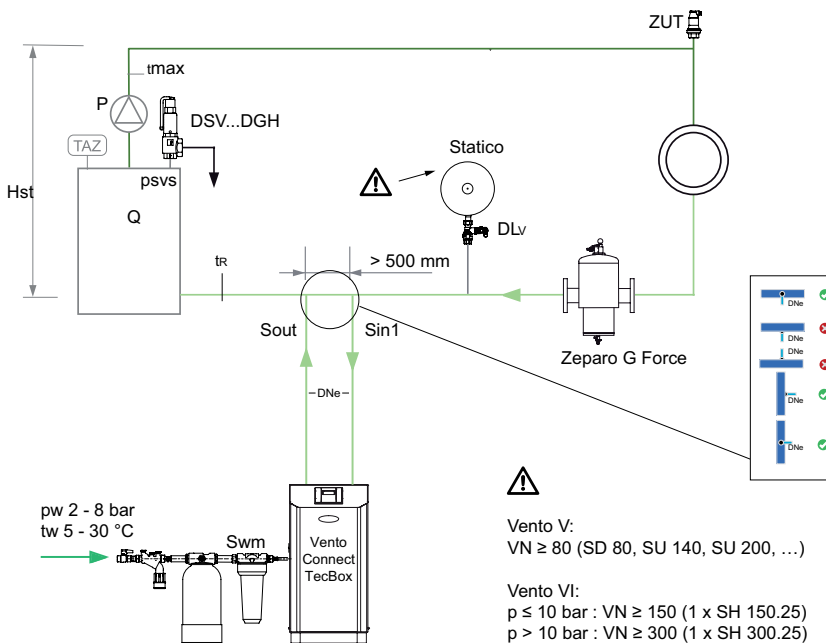 ZUT
tmax
P
DSV...DGH
TAZ
psvs
Statico
Hst
Q
DLV
tR
> 500 mm
DNe
DNe
DNe
DNe
DNe
Sout
Sin1
Zeparo G Force
DNe
pw 2 - 8 bar
tw 5 - 30 °C
Swm
Vento
Connect
TecBox
Vento V:
VN ≥ 80 (SD 80, SU 140, SU 200, …)
Vento VI:
p ≤ 10 bar : VN ≥ 150 (1 x SH 150.25)
p > 10 bar : VN ≥ 300 (1 x SH 300.25)